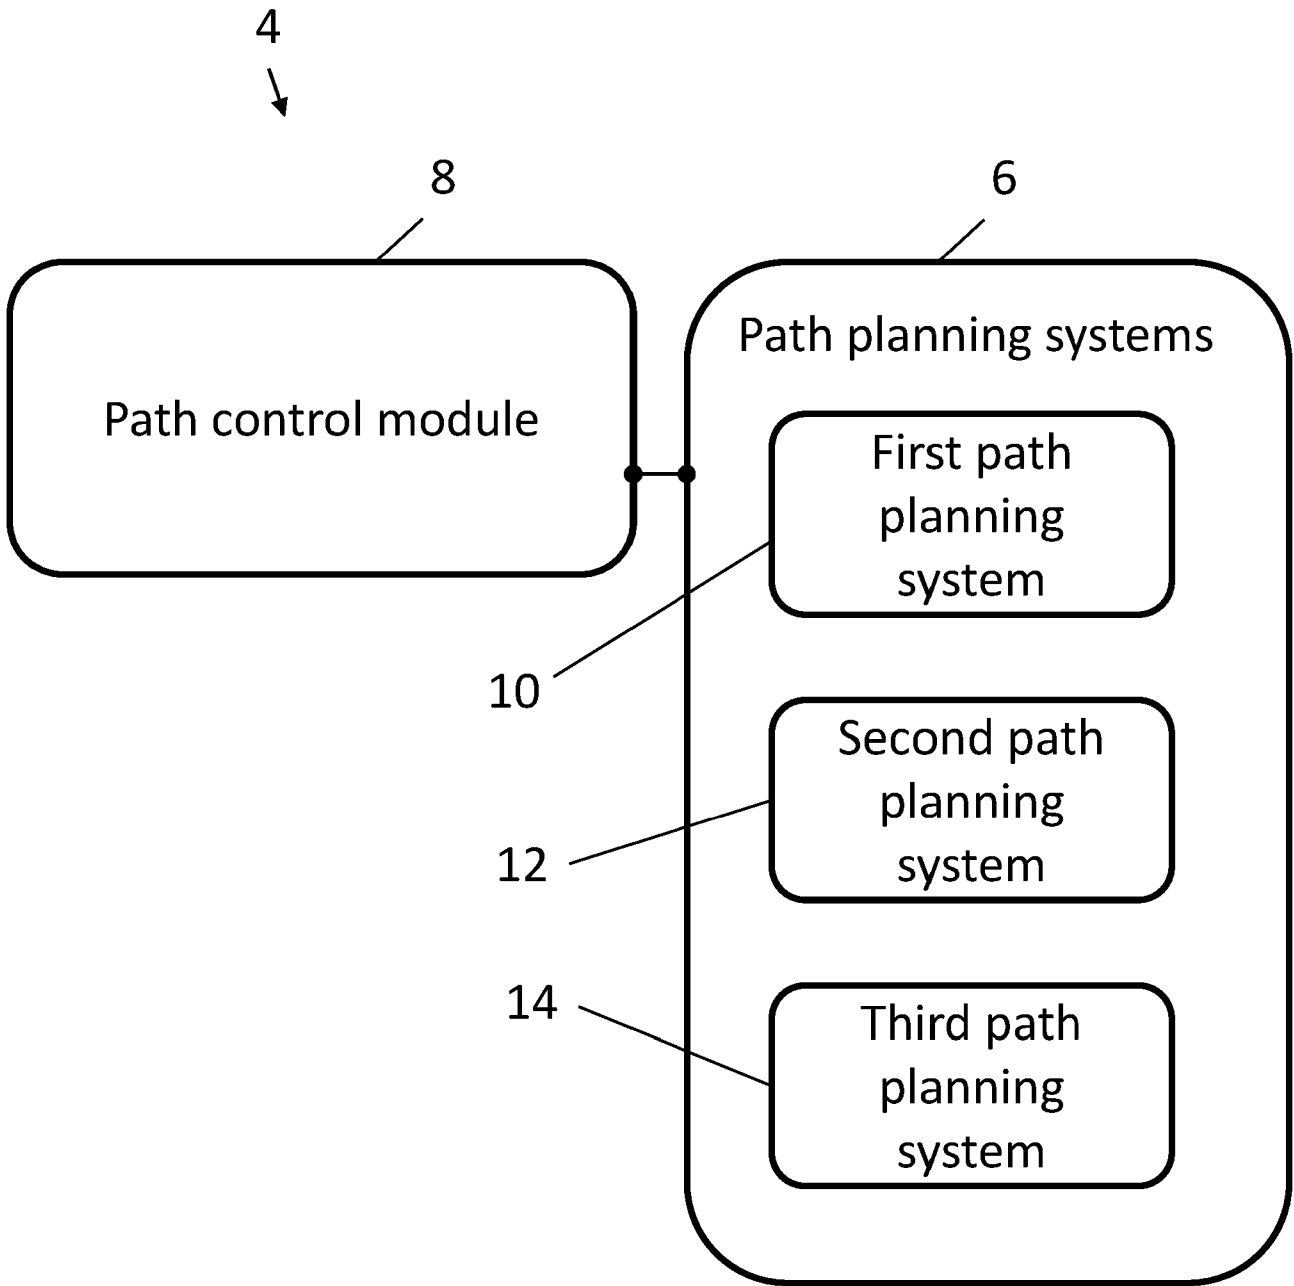 4
8
6
Path planning systems
Path control module
First path
planning
system
10
Second path
planning
system
12
14
Third path
planning
system